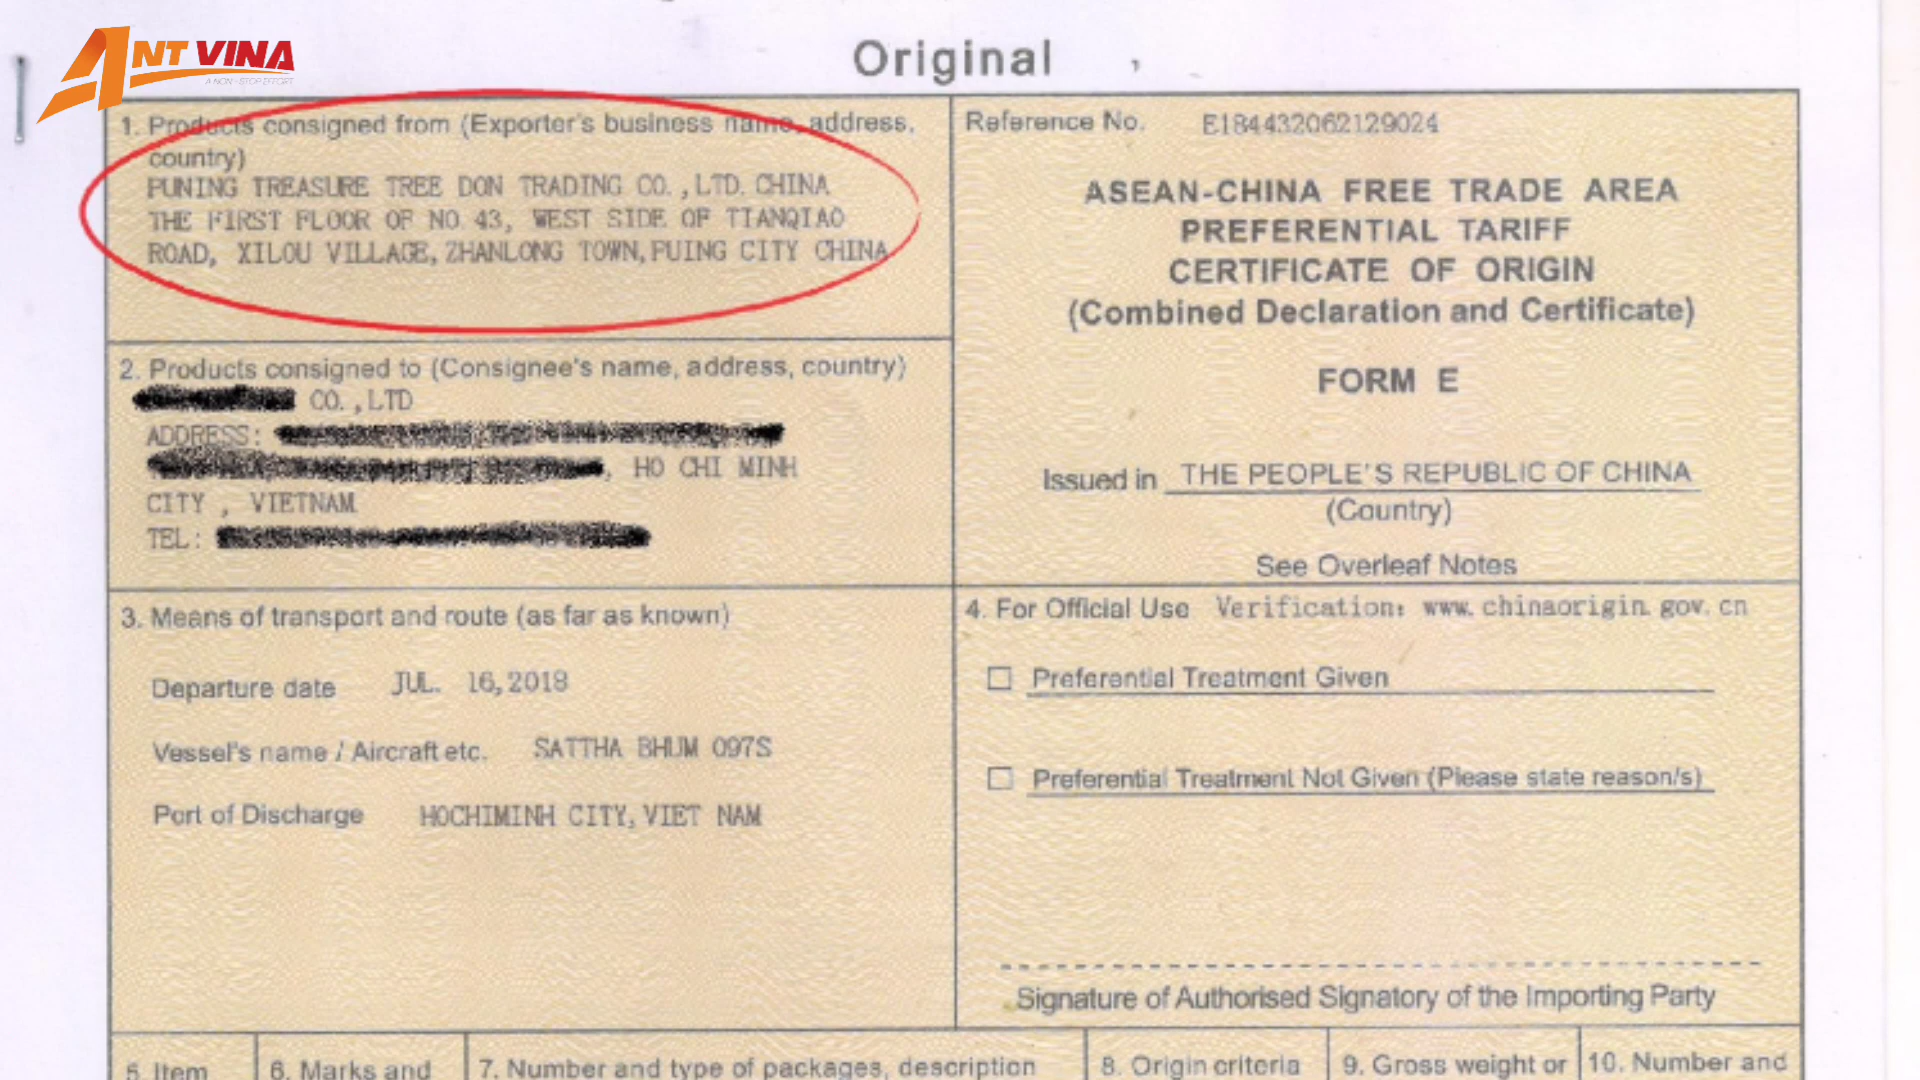 ANT VINA
A NON-STOP EFFORT
Original
1. Products consigned from (Exporter's business name, address,
country)
PUNING TREASURE TREE DON TRADING CO.,LTD. CHINA
THE FIRST FLOOR OF NO. 43, WEST SIDE OF TIANQIAO
ROAD, XILOU VILLAGE, ZHANLONG TOWN, PUING CITY CHINA
Reference No. E184432062129024
ASEAN-CHINA FREE TRADE AREA
PREFERENTIAL TARIFF
CERTIFICATE OF ORIGIN
(Combined Declaration and Certificate)
FORM E
Issued in THE PEOPLE'S REPUBLIC OF CHINA
(Country)
See Overleaf Notes
2. Products consigned to (Consignee's name, address, country)
CO.,LTD
ADDRESS:
, HO CHI MINH
CITY , VIETNAM
TEL:
3. Means of transport and route (as far as known)
Departure date JUL. 16,2018
Vessel's name / Aircraft etc. SATTHA BHUM 097S
Port of Discharge HOCHIMINH CITY, VIET NAM
4. For Official Use Verification: www.chinaorigin.gov.cn
Preferential Treatment Given
Preferential Treatment Not Given (Please state reason/s)
Signature of Authorised Signatory of the Importing Party
5. Item
6. Marks and
7. Number and type of packages, description
8. Origin criteria
9. Gross weight or
10. Number and